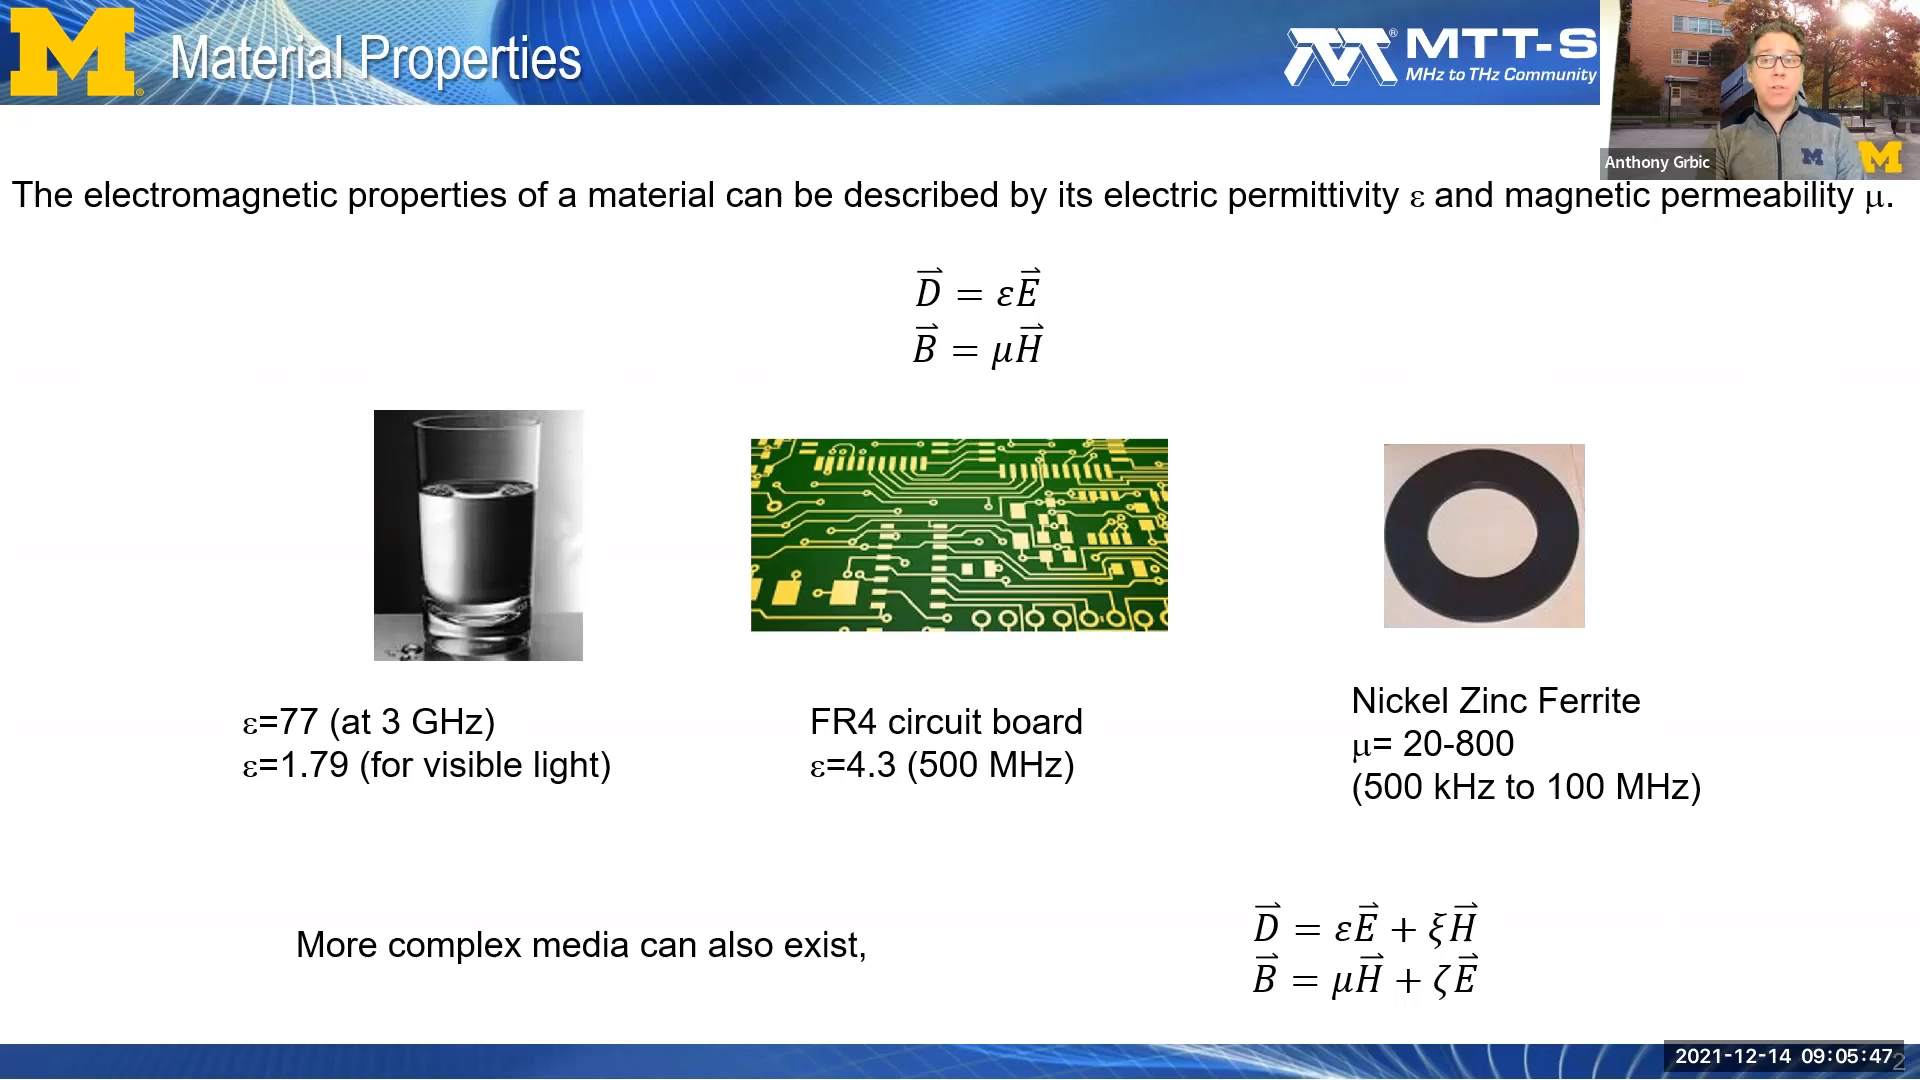 M
Material Properties
MTT-S®
MHz to THz Community
Anthony Grbic
The electromagnetic properties of a material can be described by its electric permittivity ε and magnetic permeability μ.
D⃗ = εE⃗
B⃗ = μH⃗
ε=77 (at 3 GHz)
ε=1.79 (for visible light)
FR4 circuit board
ε=4.3 (500 MHz)
Nickel Zinc Ferrite
μ= 20-800
(500 kHz to 100 MHz)
More complex media can also exist,
D⃗ = εE⃗ + ξH⃗
B⃗ = μH⃗ + ζE⃗
2021-12-14 09:05:47
2